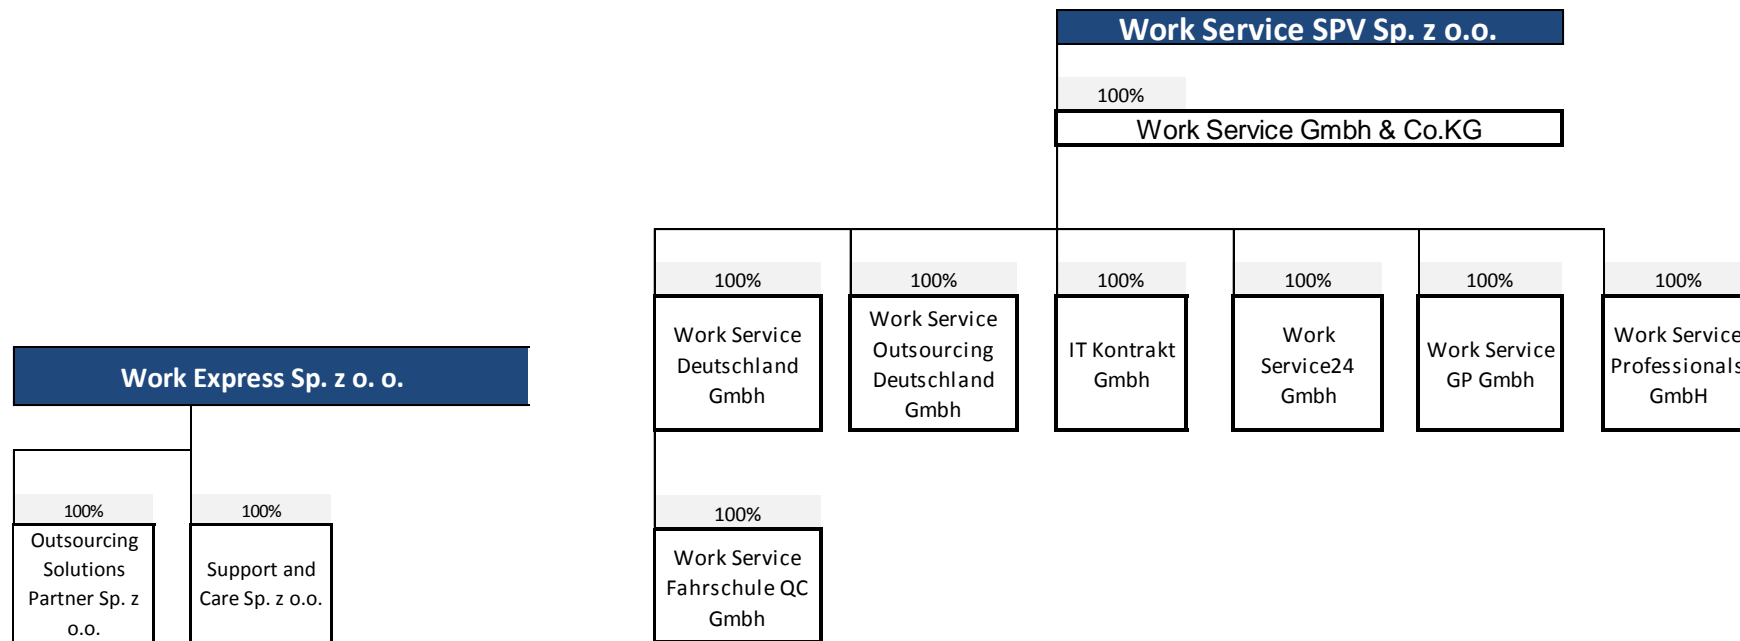 Work Service SPV Sp. z o.o.
100%
Work Service Gmbh & Co.KG
100%
100%
100%
100%
100%
100%
Work Service
Deutschland
Gmbh
Work Service
Outsourcing
Deutschland
Gmbh
IT Kontrakt
Gmbh
Work
Service24
Gmbh
Work Service
GP Gmbh
Work Service
Professionals
GmbH
Work Express Sp. z o. o.
100%
100%
Outsourcing
Solutions
Partner Sp. z
o.o.
Support and
Care Sp. z o.o.
100%
Work Service
Fahrschule QC
Gmbh